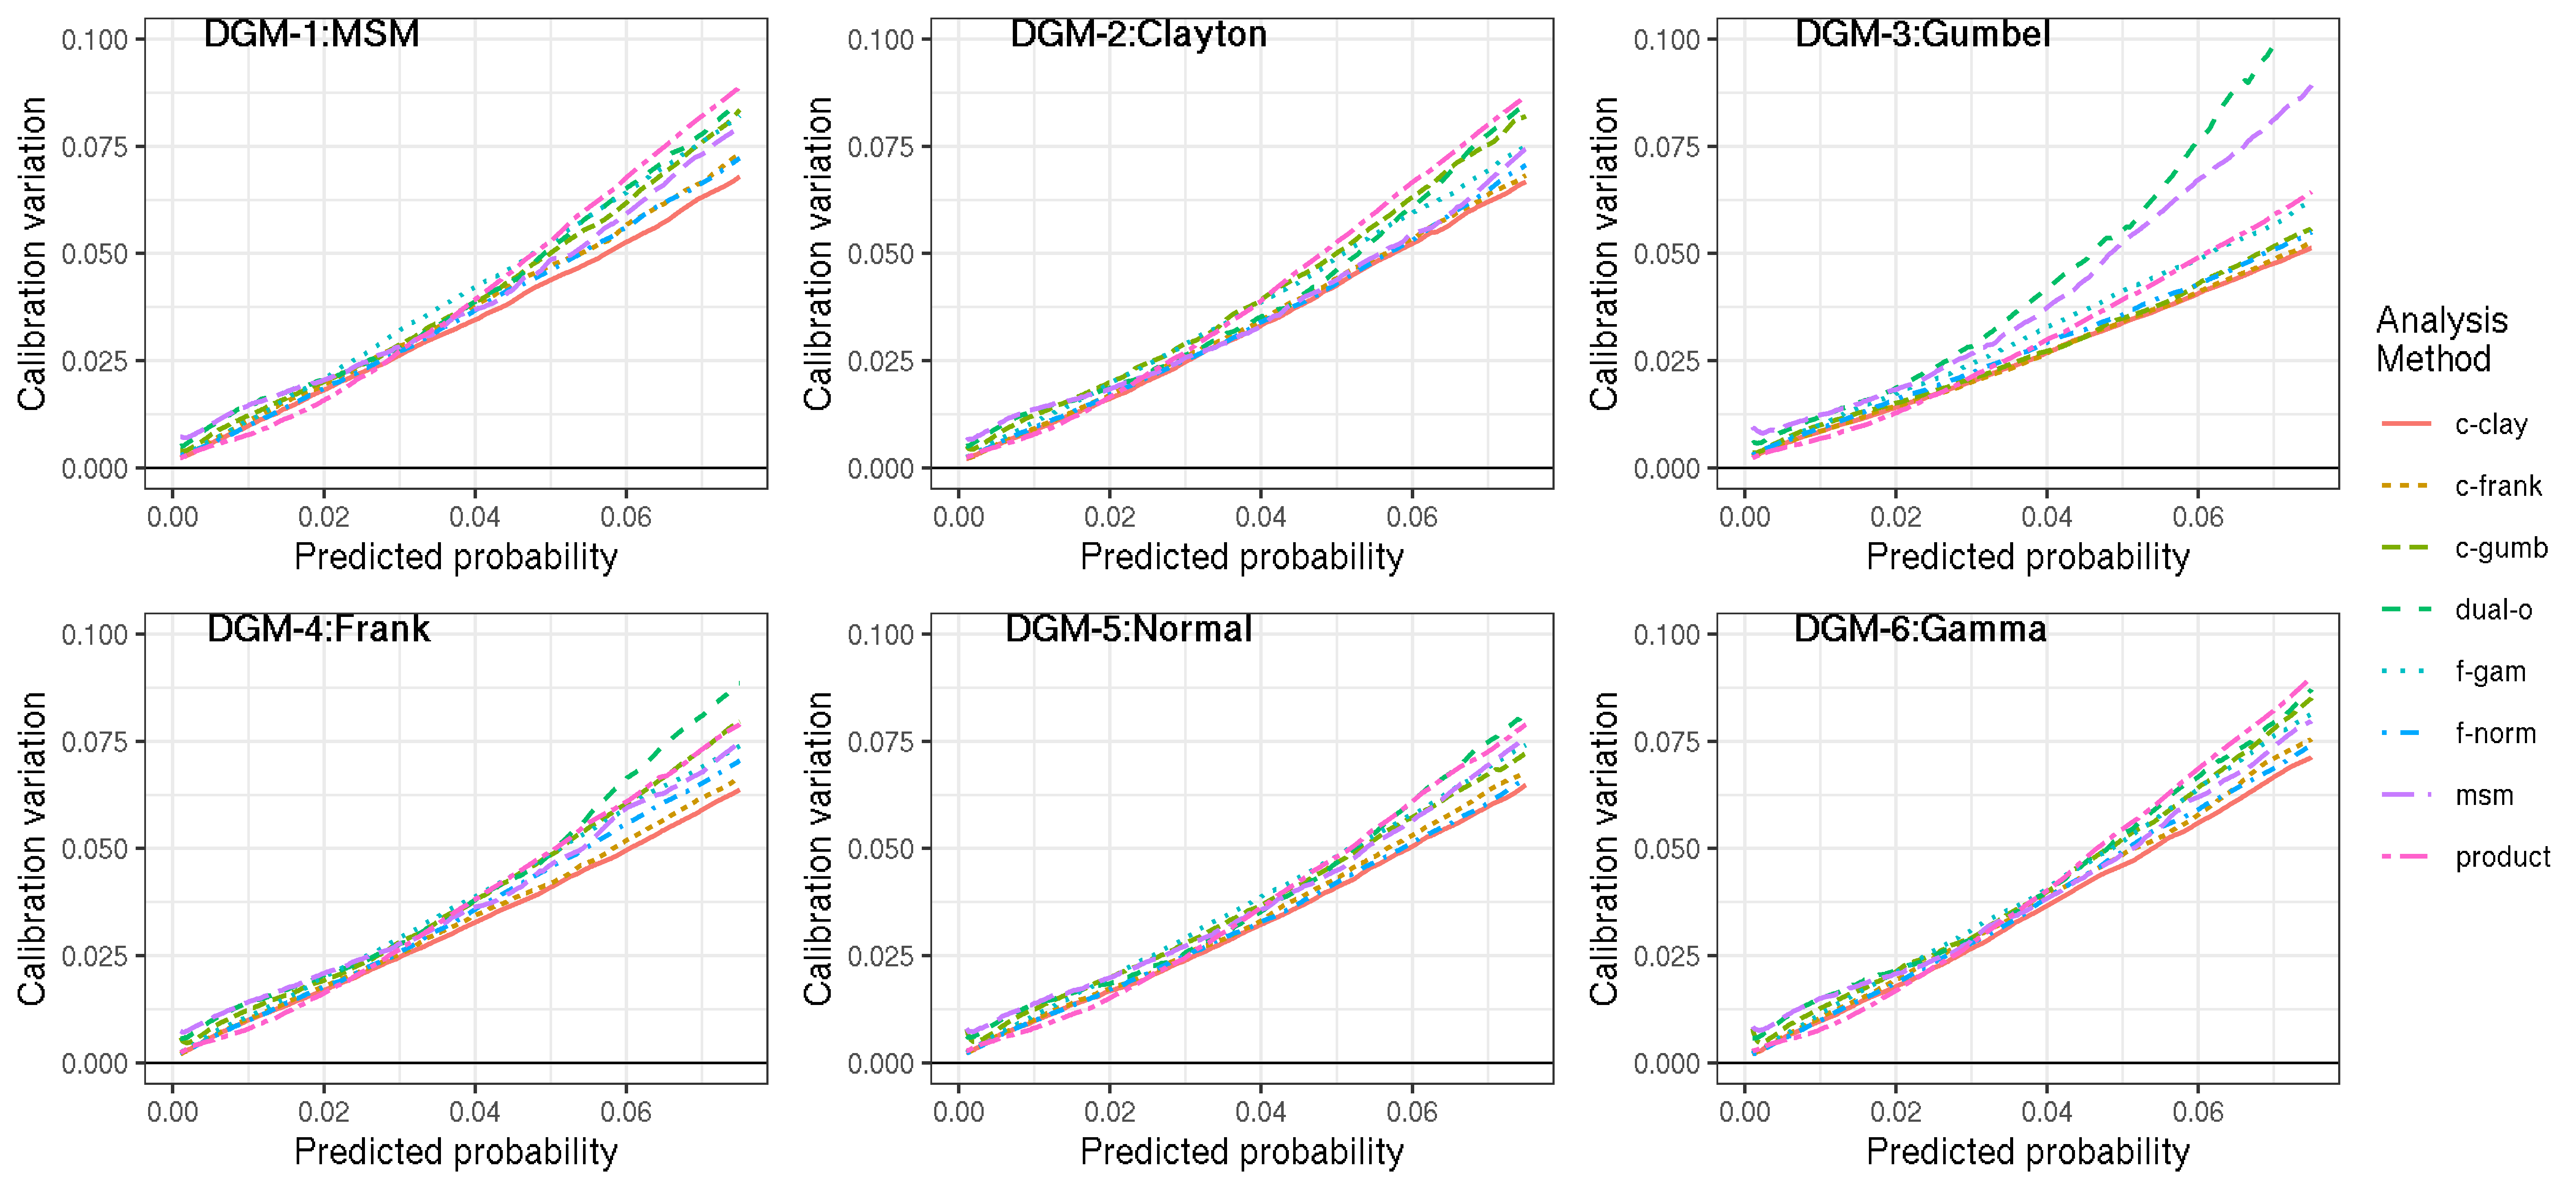 DGM-1:MSM
0.100
0.075
0.050
0.025
0.000
Calibration variation
0.00 0.02 0.04 0.06
Predicted probability
DGM-2:Clayton
0.100
0.075
0.050
0.025
0.000
Calibration variation
0.00 0.02 0.04 0.06
Predicted probability
DGM-3:Gumbel
0.100
0.075
0.050
0.025
0.000
Calibration variation
0.00 0.02 0.04 0.06
Predicted probability
DGM-4:Frank
0.100
0.075
0.050
0.025
0.000
Calibration variation
0.00 0.02 0.04 0.06
Predicted probability
DGM-5:Normal
0.100
0.075
0.050
0.025
0.000
Calibration variation
0.00 0.02 0.04 0.06
Predicted probability
DGM-6:Gamma
0.100
0.075
0.050
0.025
0.000
Calibration variation
0.00 0.02 0.04 0.06
Predicted probability
Analysis
Method
c-clay
c-frank
c-gumb
dual-o
f-gam
f-norm
msm
product